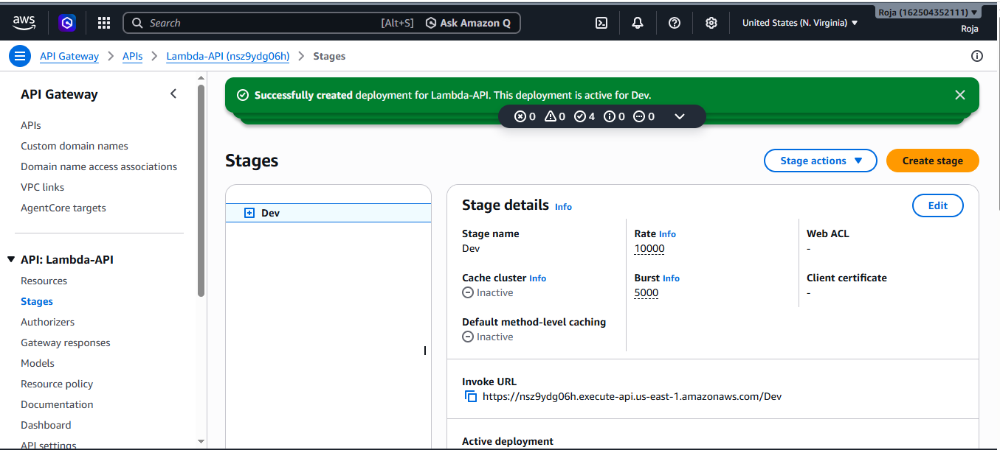 aws
Search [Alt+S] Ask Amazon Q
United States (N. Virginia) ▼
Roja (162504352111) ▼
Roja
API Gateway > APIs > Lambda-API (nsz9ydg06h) > Stages
API Gateway
APIs
Custom domain names
Domain name access associations
VPC links
AgentCore targets
API: Lambda-API
Resources
Stages
Authorizers
Gateway responses
Models
Resource policy
Documentation
Dashboard
API settings
Successfully created deployment for Lambda-API. This deployment is active for Dev.
0 0 4 0 0
Stages
Stage actions ▼
Create stage
Dev
Stage details Info
Edit
Stage name
Dev
Cache cluster Info
Inactive
Default method-level caching
Inactive
Rate Info
10000
Burst Info
5000
Web ACL
-
Client certificate
-
Invoke URL
https://nsz9ydg06h.execute-api.us-east-1.amazonaws.com/Dev
Active deployment